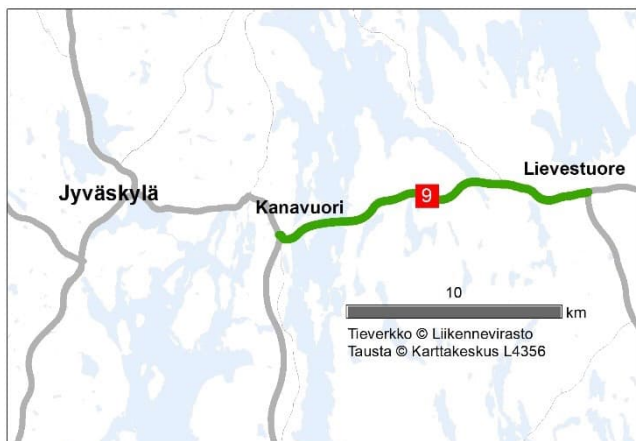 Lievestuore
Jyväskylä
Kanavuori
9
10
km
Tieverkko © Liikennevirasto
Tausta © Karttakeskus L4356